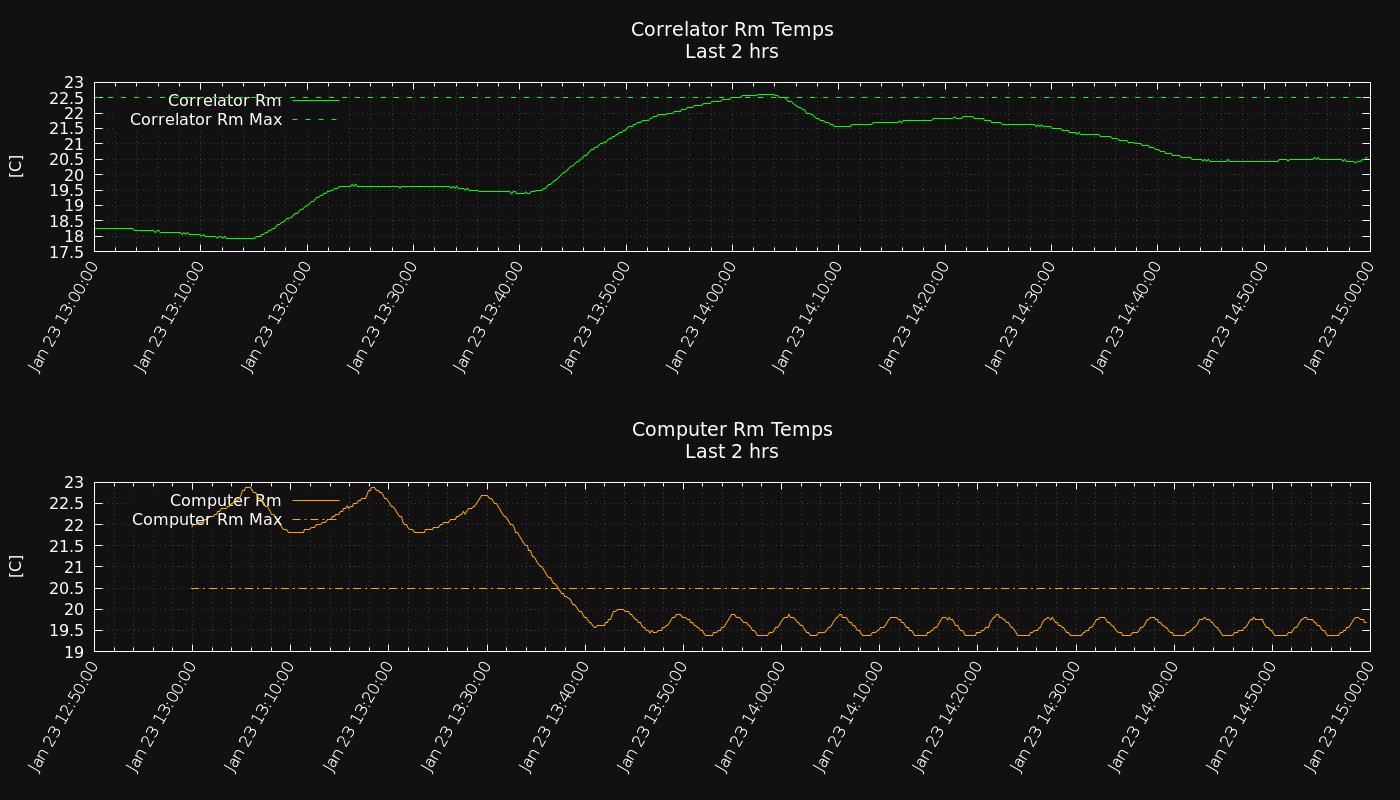 Correlator Rm Temps
Last 2 hrs
23
22.5
22
21.5
21
20.5
20
19.5
19
18.5
18
17.5
[C]
Correlator Rm
Correlator Rm Max
Jan 23 13:00:00
Jan 23 13:10:00
Jan 23 13:20:00
Jan 23 13:30:00
Jan 23 13:40:00
Jan 23 13:50:00
Jan 23 14:00:00
Jan 23 14:10:00
Jan 23 14:20:00
Jan 23 14:30:00
Jan 23 14:40:00
Jan 23 14:50:00
Jan 23 15:00:00
Computer Rm Temps
Last 2 hrs
23
22.5
22
21.5
21
20.5
20
19.5
19
[C]
Computer Rm
Computer Rm Max
Jan 23 12:50:00
Jan 23 13:00:00
Jan 23 13:10:00
Jan 23 13:20:00
Jan 23 13:30:00
Jan 23 13:40:00
Jan 23 13:50:00
Jan 23 14:00:00
Jan 23 14:10:00
Jan 23 14:20:00
Jan 23 14:30:00
Jan 23 14:40:00
Jan 23 14:50:00
Jan 23 15:00:00